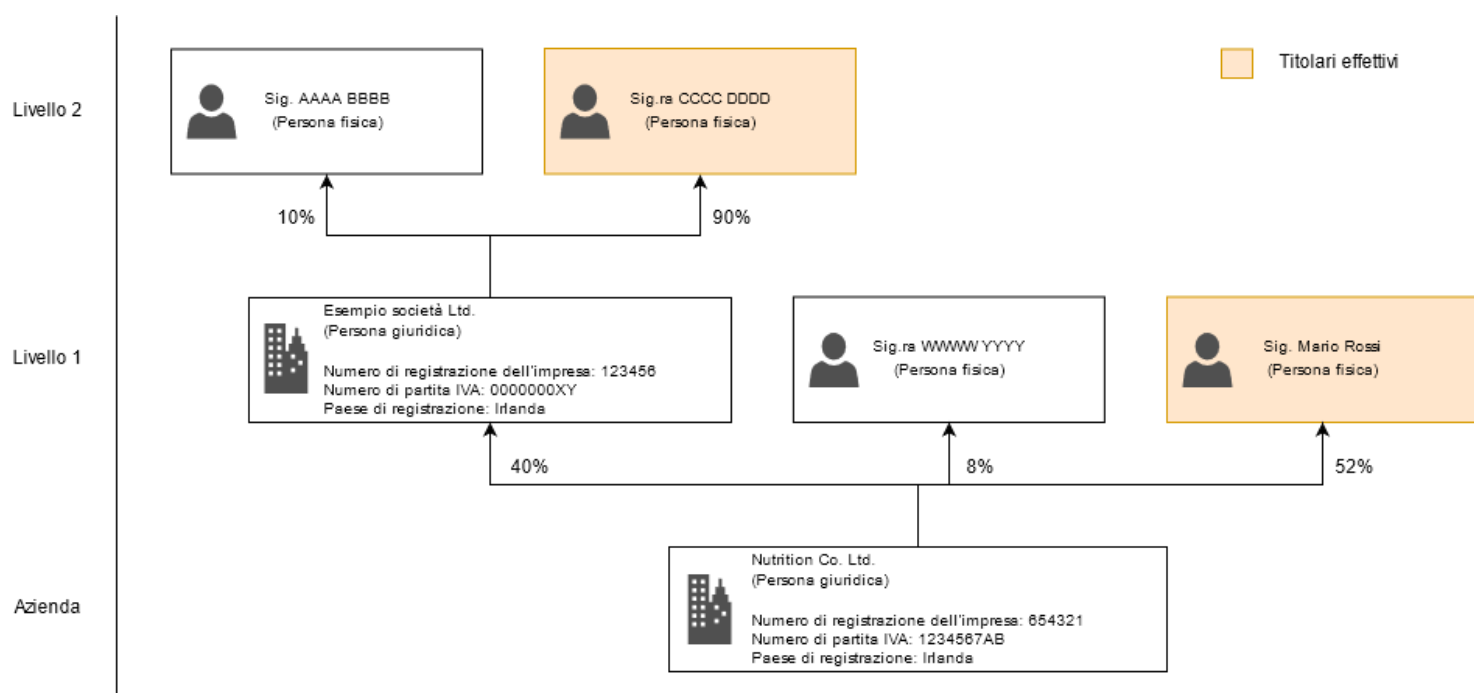 Titolari effettivi
Livello 2
Sig. AAAA BBBB
(Persona fisica)
Sig.ra CCCC DDDD
(Persona fisica)
10%
90%
Livello 1
Esempio società Ltd.
(Persona giuridica)
Numero di registrazione dell'impresa: 123456
Numero di partita IVA: 0000000XY
Paese di registrazione: Irlanda
Sig.ra WWWW YYYY
(Persona fisica)
Sig. Mario Rossi
(Persona fisica)
40%
8%
52%
Azienda
Nutrition Co. Ltd.
(Persona giuridica)
Numero di registrazione dell'impresa: 654321
Numero di partita IVA: 1234567AB
Paese di registrazione: Irlanda